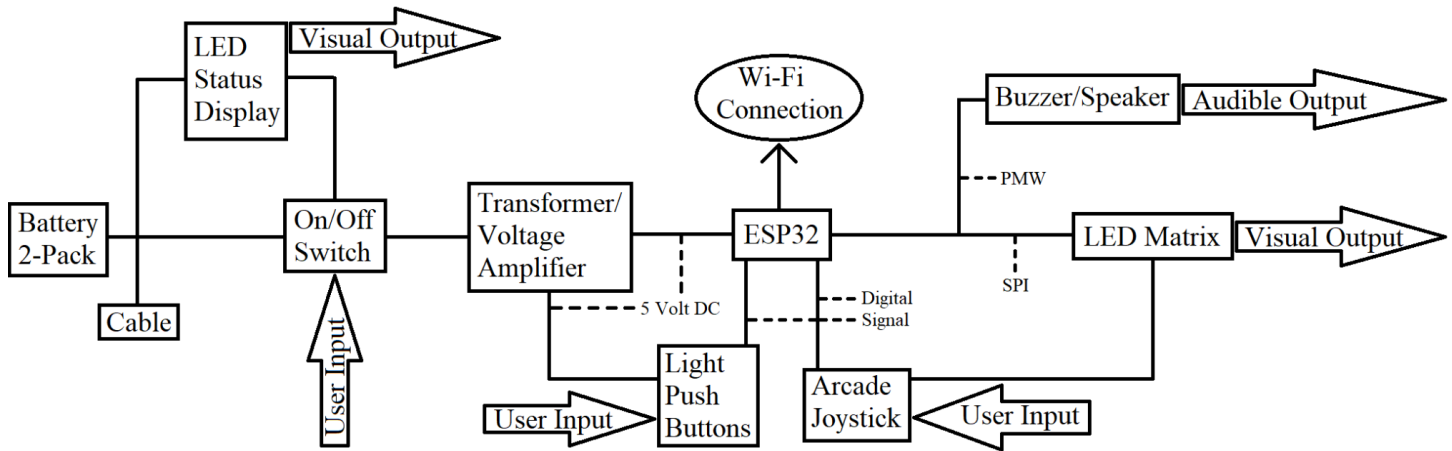 LED
Status
Display
Visual Output
Wi-Fi
Connection
Buzzer/Speaker
Audible Output
PMW
Battery
2-Pack
On/Off
Switch
Transformer/
Voltage
Amplifier
ESP32
LED Matrix
Visual Output
SPI
Cable
5 Volt DC
Digital
Signal
User Input
User Input
Light
Push
Buttons
Arcade
Joystick
User Input